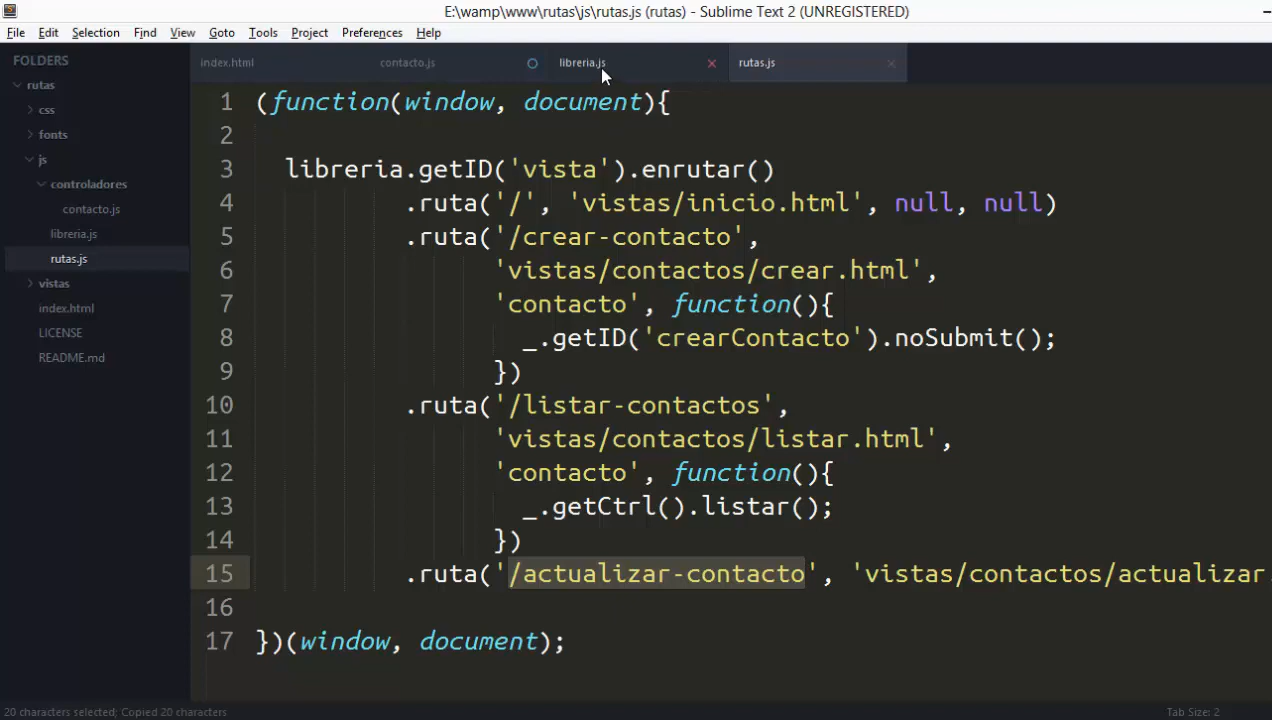 E:\wamp\www\rutas\js\rutas.js (rutas) - Sublime Text 2 (UNREGISTERED)
File Edit Selection Find View Goto Tools Project Preferences Help
FOLDERS
rutas
css
fonts
js
controladores
contacto.js
libreria.js
rutas.js
vistas
index.html
LICENSE
README.md
index.html contacto.js libreria.js rutas.js
1 (function(window, document){
2
3 libreria.getID('vista').enrutar()
4 .ruta('/', 'vistas/inicio.html', null, null)
5 .ruta('/crear-contacto',
6 'vistas/contactos/crear.html',
7 'contacto', function(){
8 _.getID('crearContacto').noSubmit();
9 })
10 .ruta('/listar-contactos',
11 'vistas/contactos/listar.html',
12 'contacto', function(){
13 _.getCtrl().listar();
14 })
15 .ruta('/actualizar-contacto', 'vistas/contactos/actualizar.
16
17 })(window, document);
20 characters selected; Copied 20 characters
Tab Size: 2